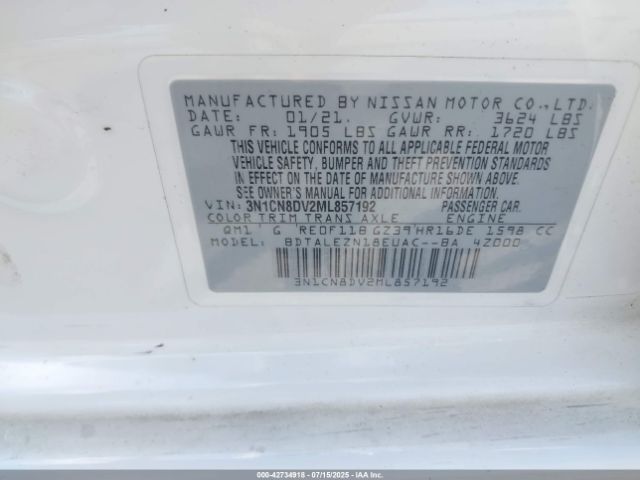 MANUFACTURED BY NISSAN MOTOR CO.,LTD.
DATE: 01/21. GVWR: 3624 LBS
GAWR FR: 1905 LBS GAWR RR: 1720 LBS
THIS VEHICLE CONFORMS TO ALL APPLICABLE FEDERAL MOTOR
VEHICLE SAFETY, BUMPER AND THEFT PREVENTION STANDARDS
IN EFFECT ON THE DATE OF MANUFACTURE SHOWN ABOVE.
SEE OWNER'S MANUAL FOR ADDITIONAL INFORMATION
VIN: 3N1CN8DV2ML857192 PASSENGER CAR.
COLOR TRIM TRANS AXLE ENGINE
QM1 G RE0F11B GZ39 HR16DE 1598 CC
MODEL: BDTALEZN18EUAC--BA 4Z000
3N1CN8DV2ML857192
000-42734918 - 07/15/2025 - COPYRIGHT IAA, LLC.